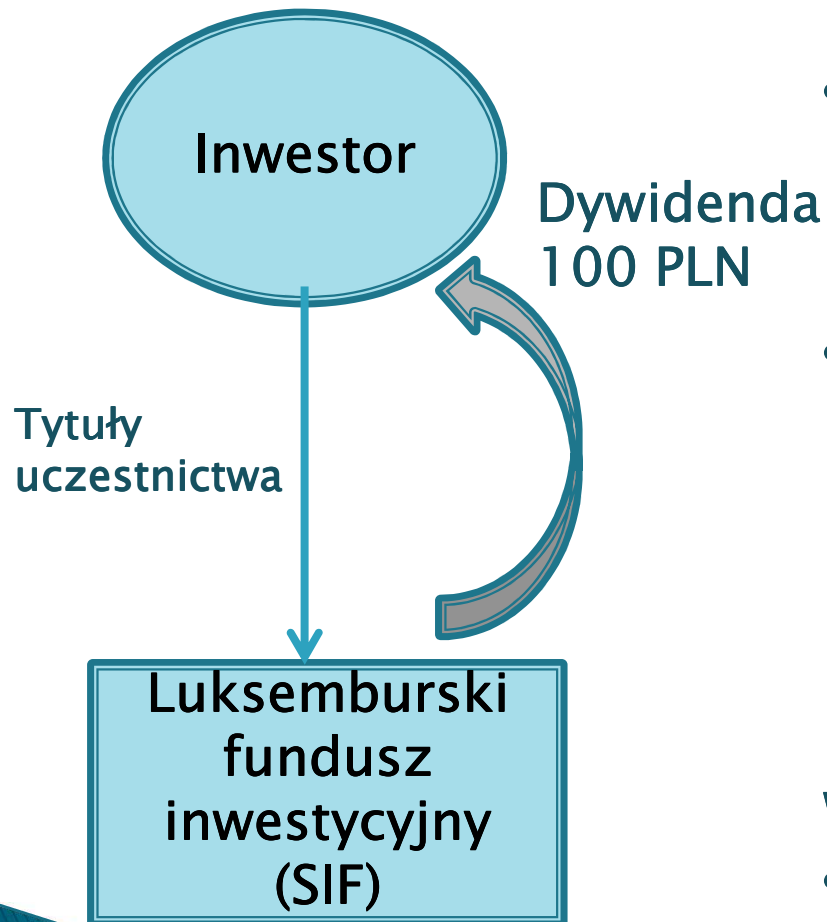 Inwestor
Dywidenda
100 PLN
Tytuły
uczestnictwa
Luksemburski
fundusz
inwestycyjny
(SIF)